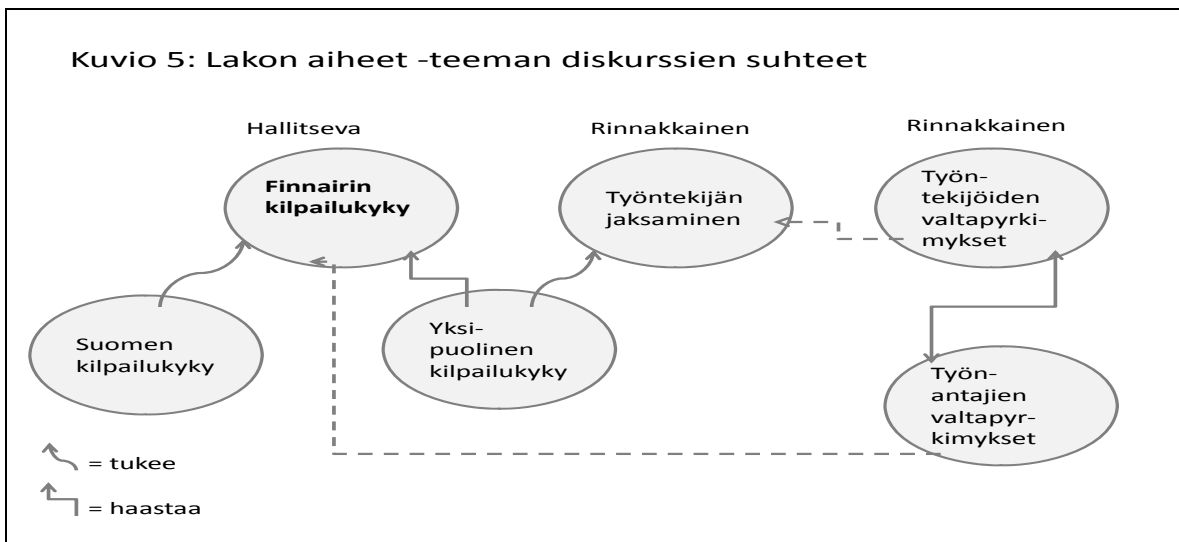 Kuvio 5: Lakon aiheet -teeman diskurssien suhteet
Hallitseva
Rinnakkainen
Rinnakkainen
Finnairin
kilpailukyky
Työntekijän
jaksaminen
Työn-
tekijöiden
valtapyrki-
mykset
Suomen
kilpailukyky
Yksi-
puolinen
kilpailukyky
Työn-
antajien
valtapyr-
kimykset
= tukee
= haastaa